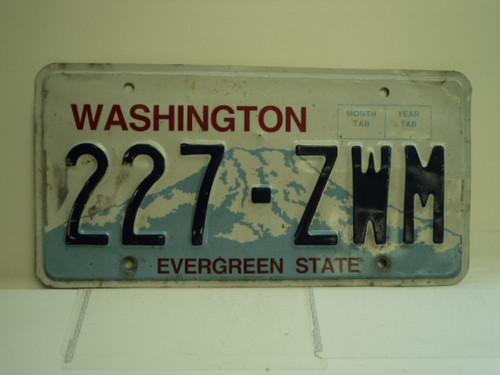 WASHINGTON
MONTH YEAR
TAB TAB
227-ZWM
EVERGREEN STATE